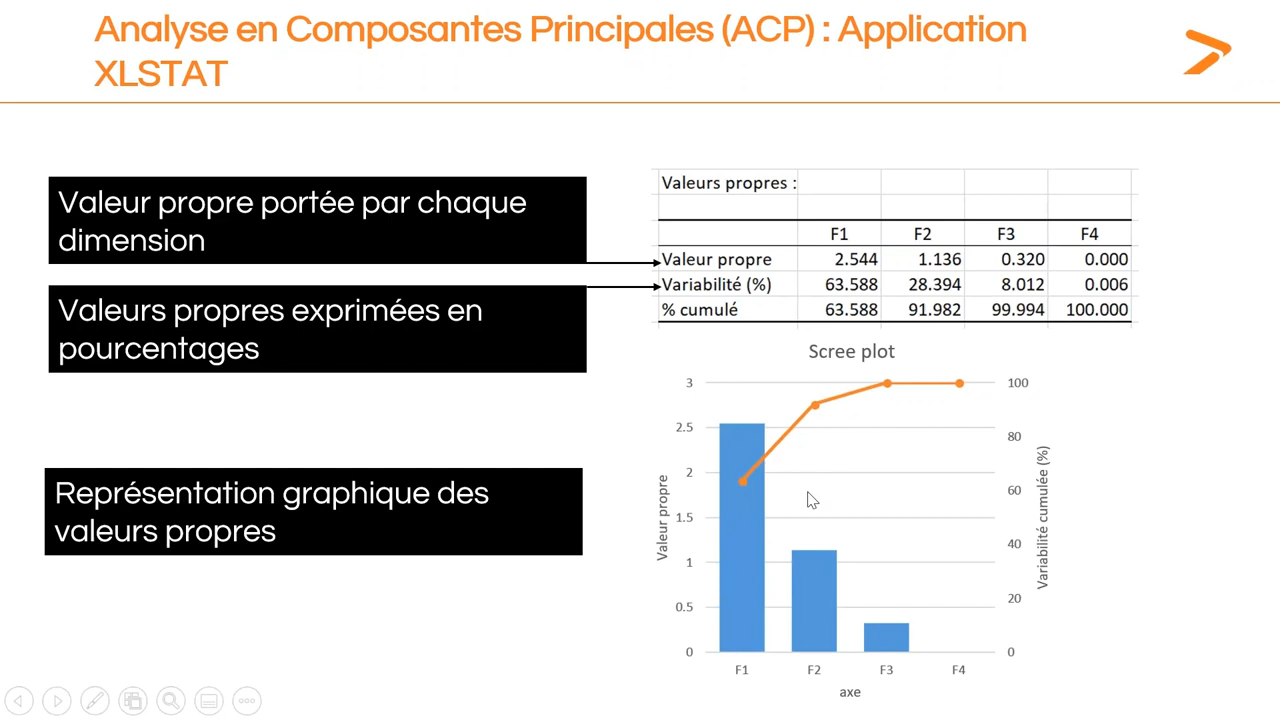 Analyse en Composantes Principales (ACP) : Application
XLSTAT
Valeur propre portée par chaque
dimension
Valeurs propres exprimées en
pourcentages
Représentation graphique des
valeurs propres
Valeurs propres :
F1 F2 F3 F4
Valeur propre 2.544 1.136 0.320 0.000
Variabilité (%) 63.588 28.394 8.012 0.006
% cumulé 63.588 91.982 99.994 100.000
Scree plot
3
2.5
2
1.5
1
0.5
0
Valeur propre
100
80
60
40
20
0
Variabilité cumulée (%)
F1 F2 F3 F4
axe